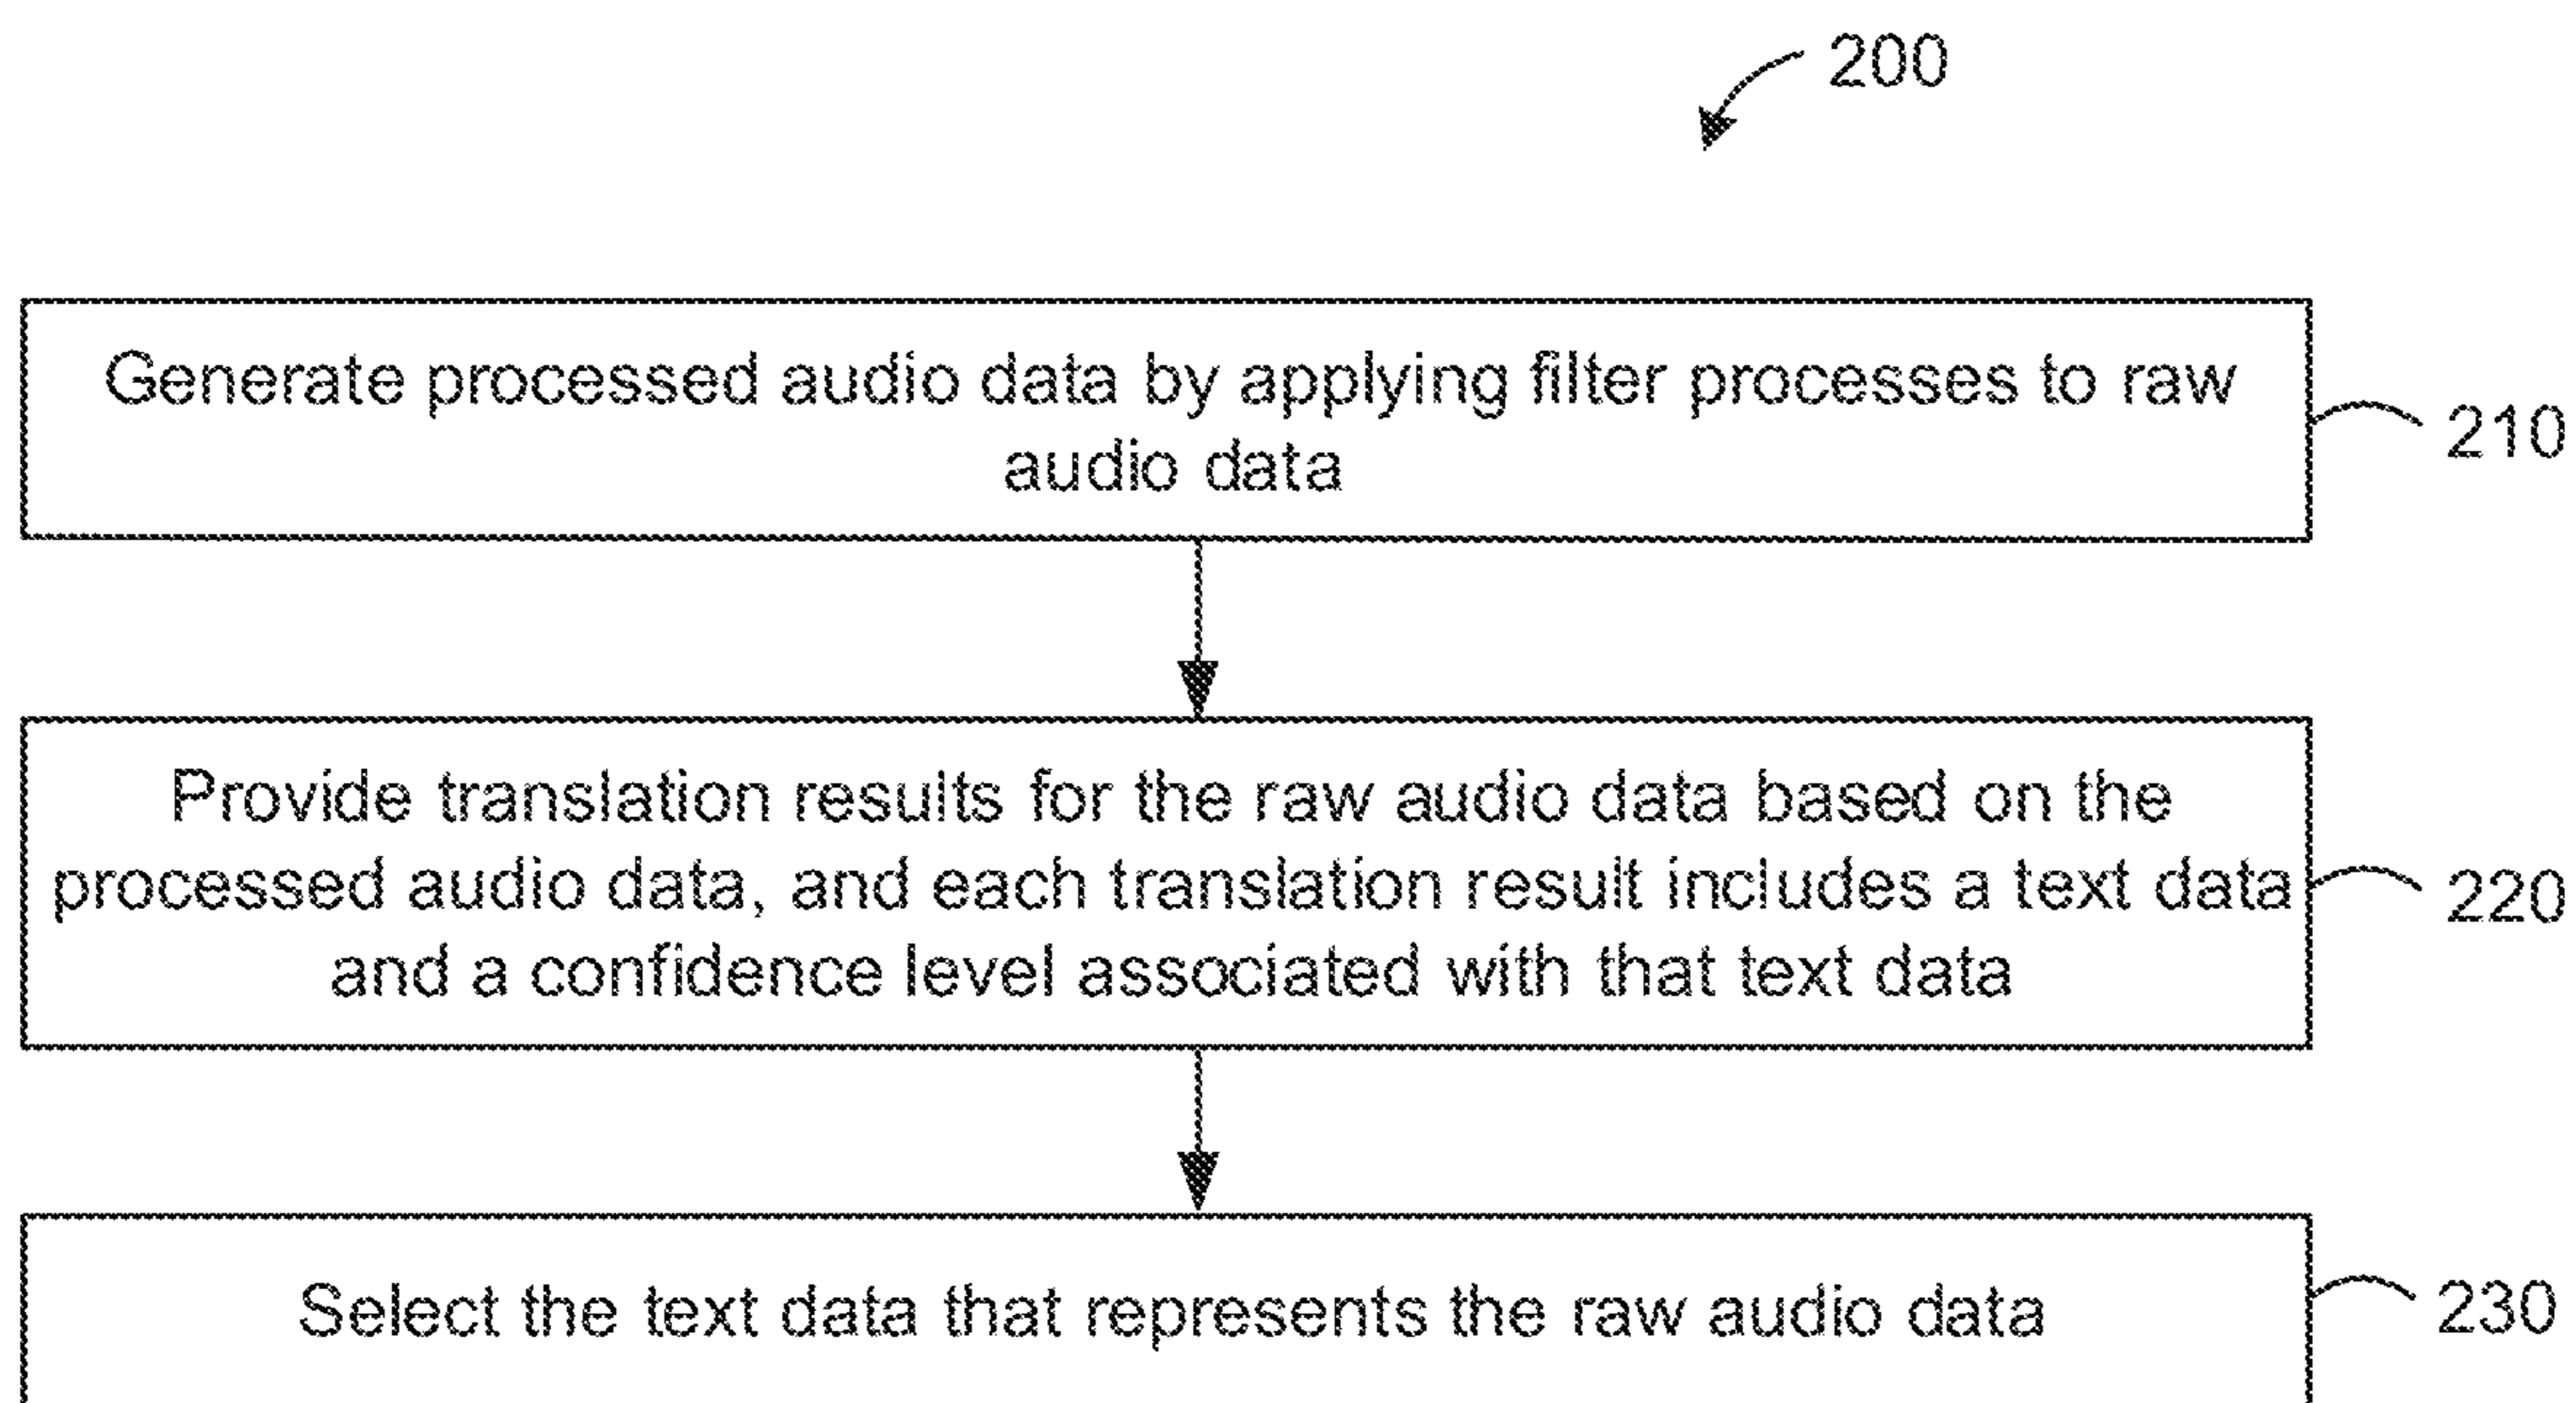 200
Generate processed audio data by applying filter processes to raw
audio data
210
Provide translation results for the raw audio data based on the
processed audio data, and each translation result includes a text data
and a confidence level associated with that text data
220
Select the text data that represents the raw audio data
230